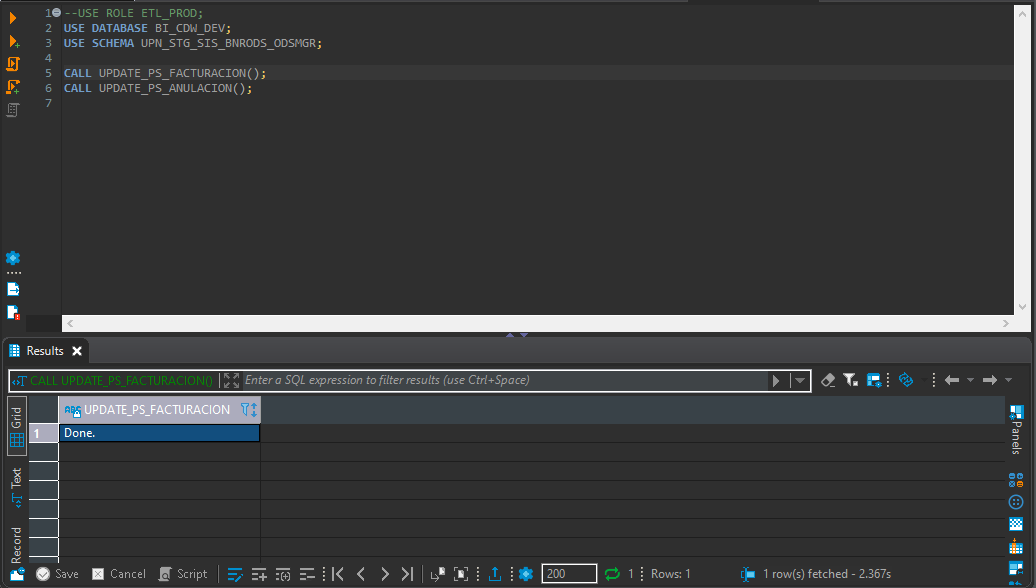 1 --USE ROLE ETL_PROD;
2 USE DATABASE BI_CDW_DEV;
3 USE SCHEMA UPN_STG_SIS_BNRODS_ODSMGR;
4
5 CALL UPDATE_PS_FACTURACION();
6 CALL UPDATE_PS_ANULACION();
7
Results
CALL UPDATE_PS_FACTURACION() Enter a SQL expression to filter results (use Ctrl+Space)
Grid
Text
Record
ABC UPDATE_PS_FACTURACION
1 Done.
Panels
Save Cancel Script 200 1 Rows: 1 1 row(s) fetched - 2.367s